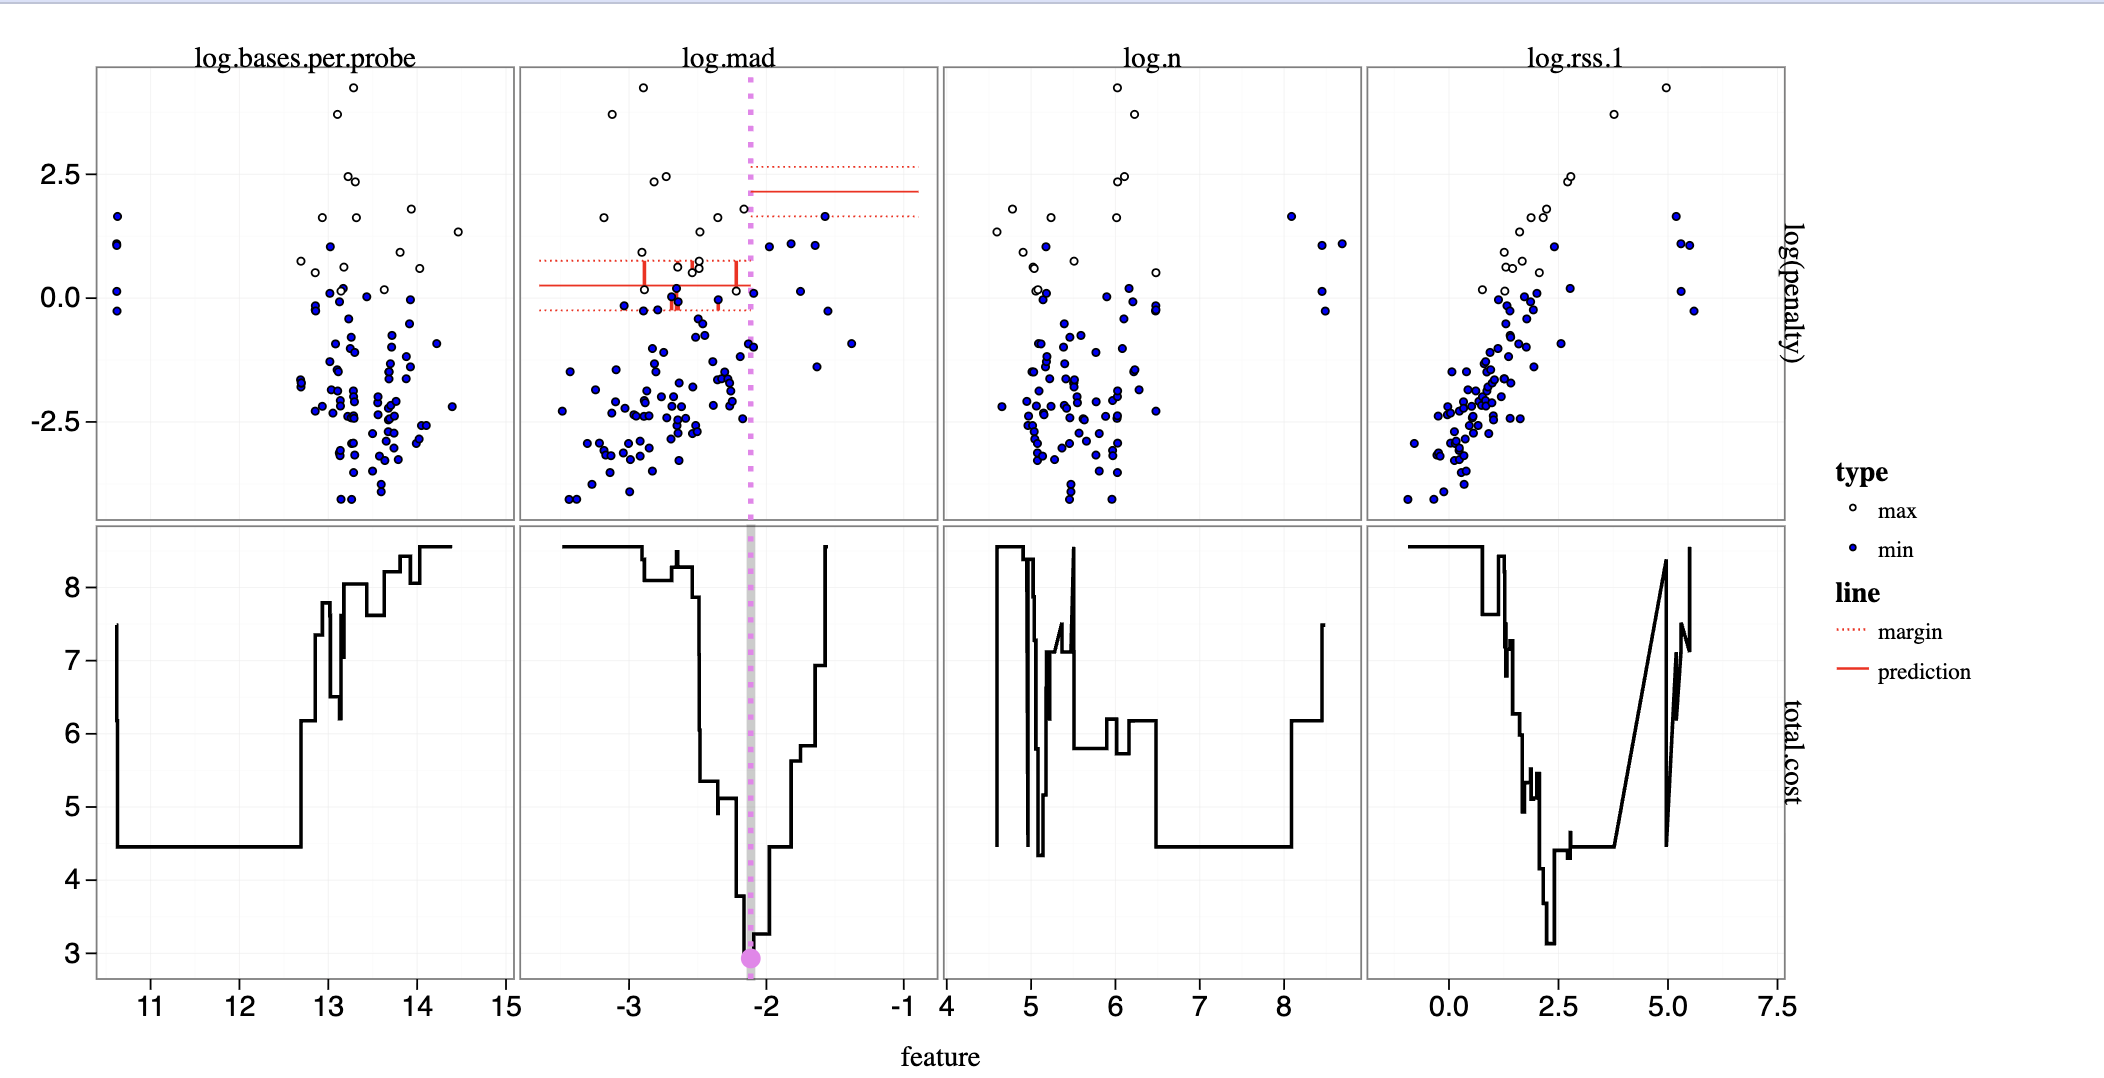 log.bases.per.probe log.mad log.n log.rss.1
2.5
0.0
-2.5
log(penalty)
8
7
6
5
4
3
total.cost
11 12 13 14 15 -3 -2 -1 4 5 6 7 8 0.0 2.5 5.0 7.5
feature
type
max
min
line
margin
prediction